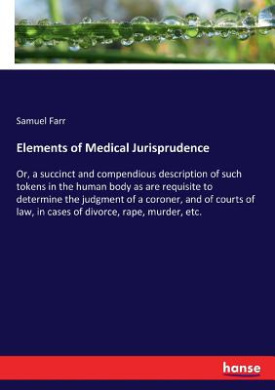 Samuel Farr
Elements of Medical Jurisprudence
Or, a succinct and compendious description of such
tokens in the human body as are requisite to
determine the judgment of a coroner, and of courts of
law, in cases of divorce, rape, murder, etc.
hanse